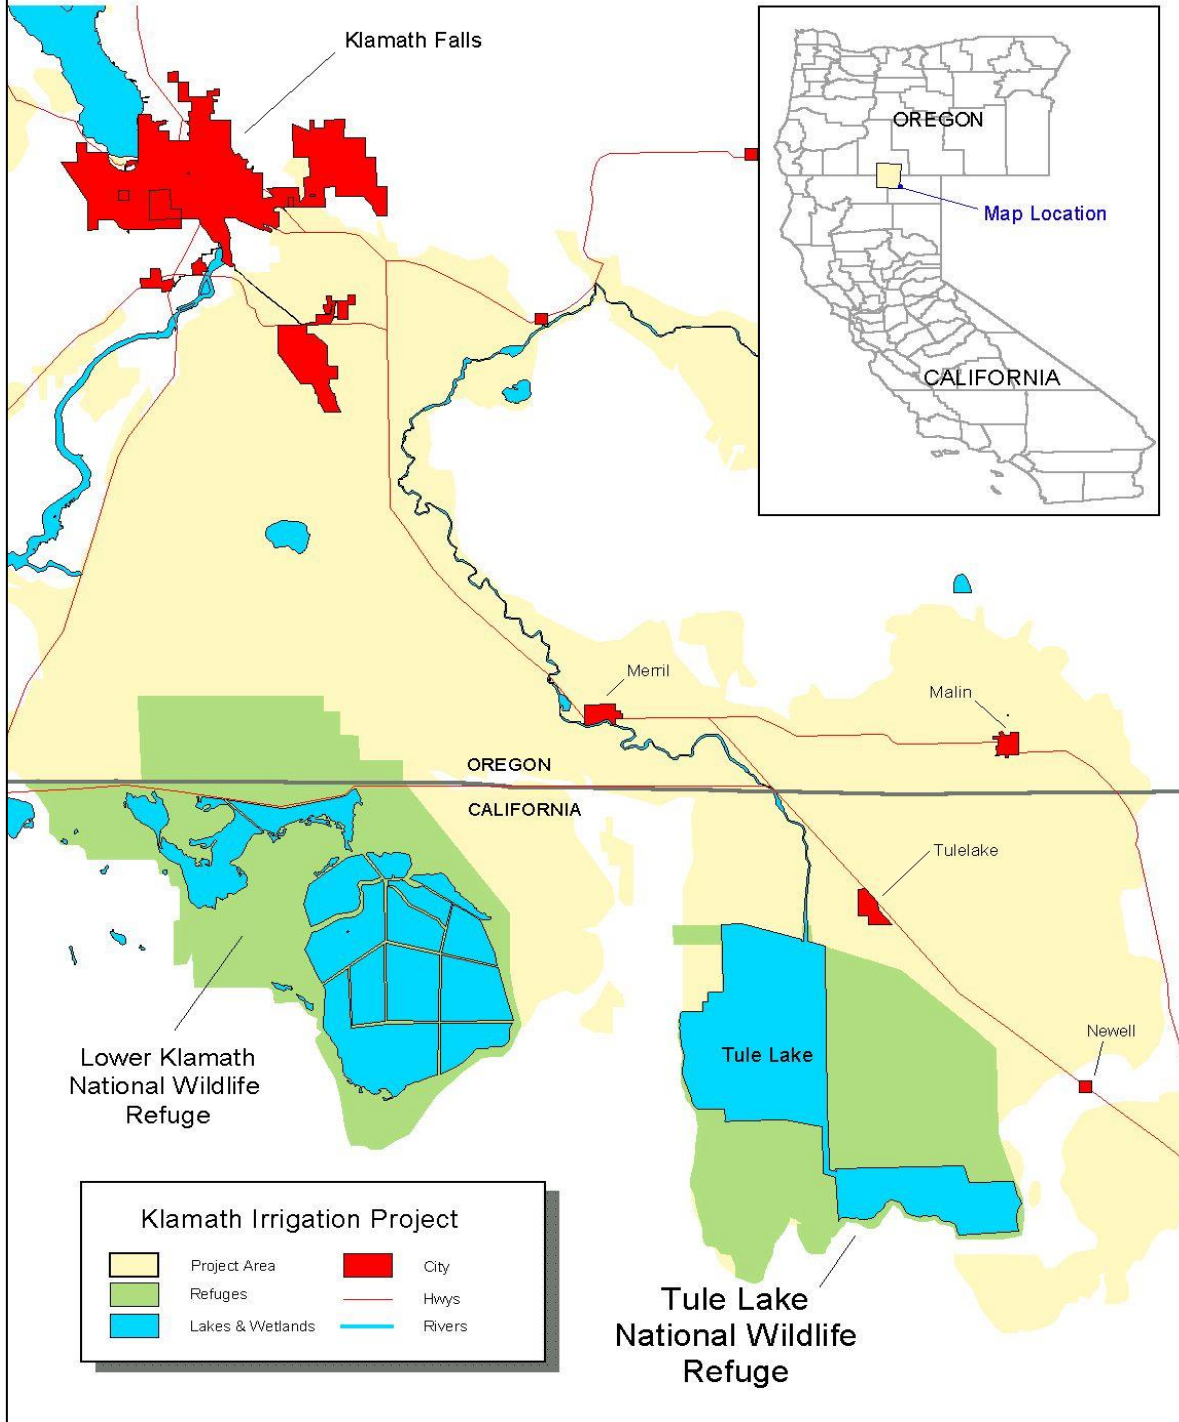 Klamath Falls
OREGON
Map Location
CALIFORNIA
Merril
Malin
OREGON
CALIFORNIA
Tulelake
Tule Lake
Newell
Lower Klamath
National Wildlife
Refuge
Tule Lake
National Wildlife
Refuge
Klamath Irrigation Project
Project Area
City
Refuges
Hwys
Lakes & Wetlands
Rivers